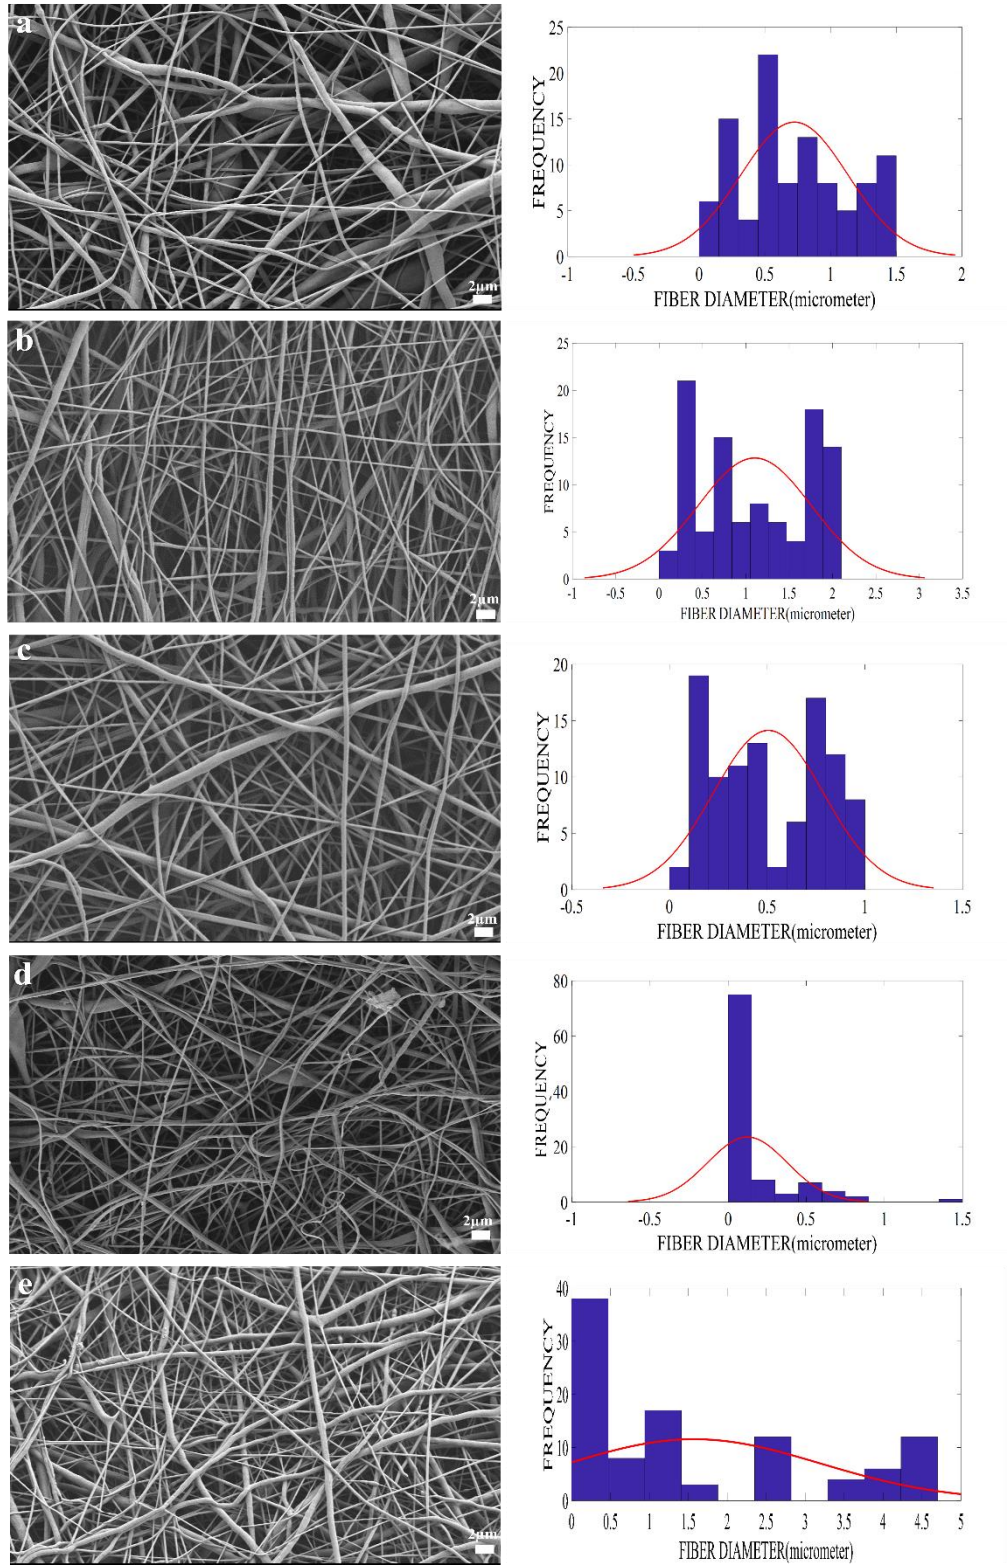 a
2µm
25
20
15
10
5
0
FREQUENCY
-1 -0.5 0 0.5 1 1.5 2
FIBER DIAMETER(micrometer)
b
2µm
25
20
15
10
5
0
FREQUENCY
-1 -0.5 0 0.5 1 1.5 2 2.5 3 3.5
FIBER DIAMETER(micrometer)
c
2µm
20
15
10
5
0
FREQUENCY
-0.5 0 0.5 1 1.5
FIBER DIAMETER(micrometer)
d
2µm
80
60
40
20
0
FREQUENCY
-1 -0.5 0 0.5 1 1.5
FIBER DIAMETER(micrometer)
e
2µm
40
30
20
10
0
FREQUENCY
0 0.5 1 1.5 2 2.5 3 3.5 4 4.5 5
FIBER DIAMETER(micrometer)